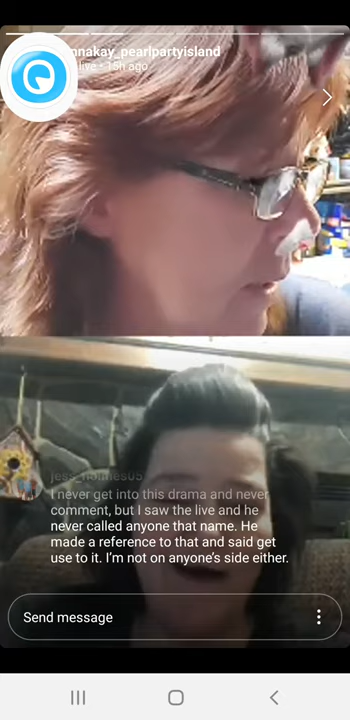 nnakay_pearlpartyisland
live • 15h ago
jess_holmes05
I never get into this drama and never
comment, but I saw the live and he
never called anyone that name. He
made a reference to that and said get
use to it. I'm not on anyone's side either.
Send message